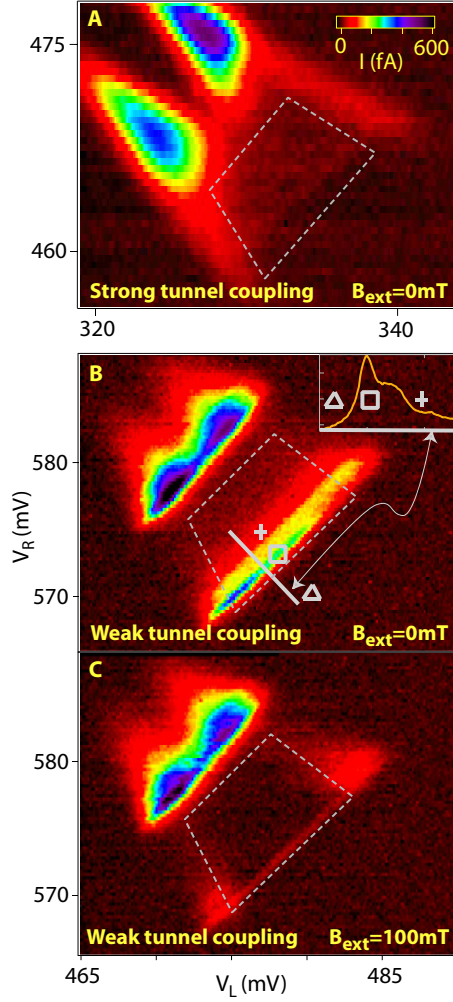 A
475
0 600
I (fA)
460
Strong tunnel coupling B_ext=0mT
320 340
B
580
V_R (mV)
570
Weak tunnel coupling B_ext=0mT
C
580
570
Weak tunnel coupling B_ext=100mT
465 485
V_L (mV)